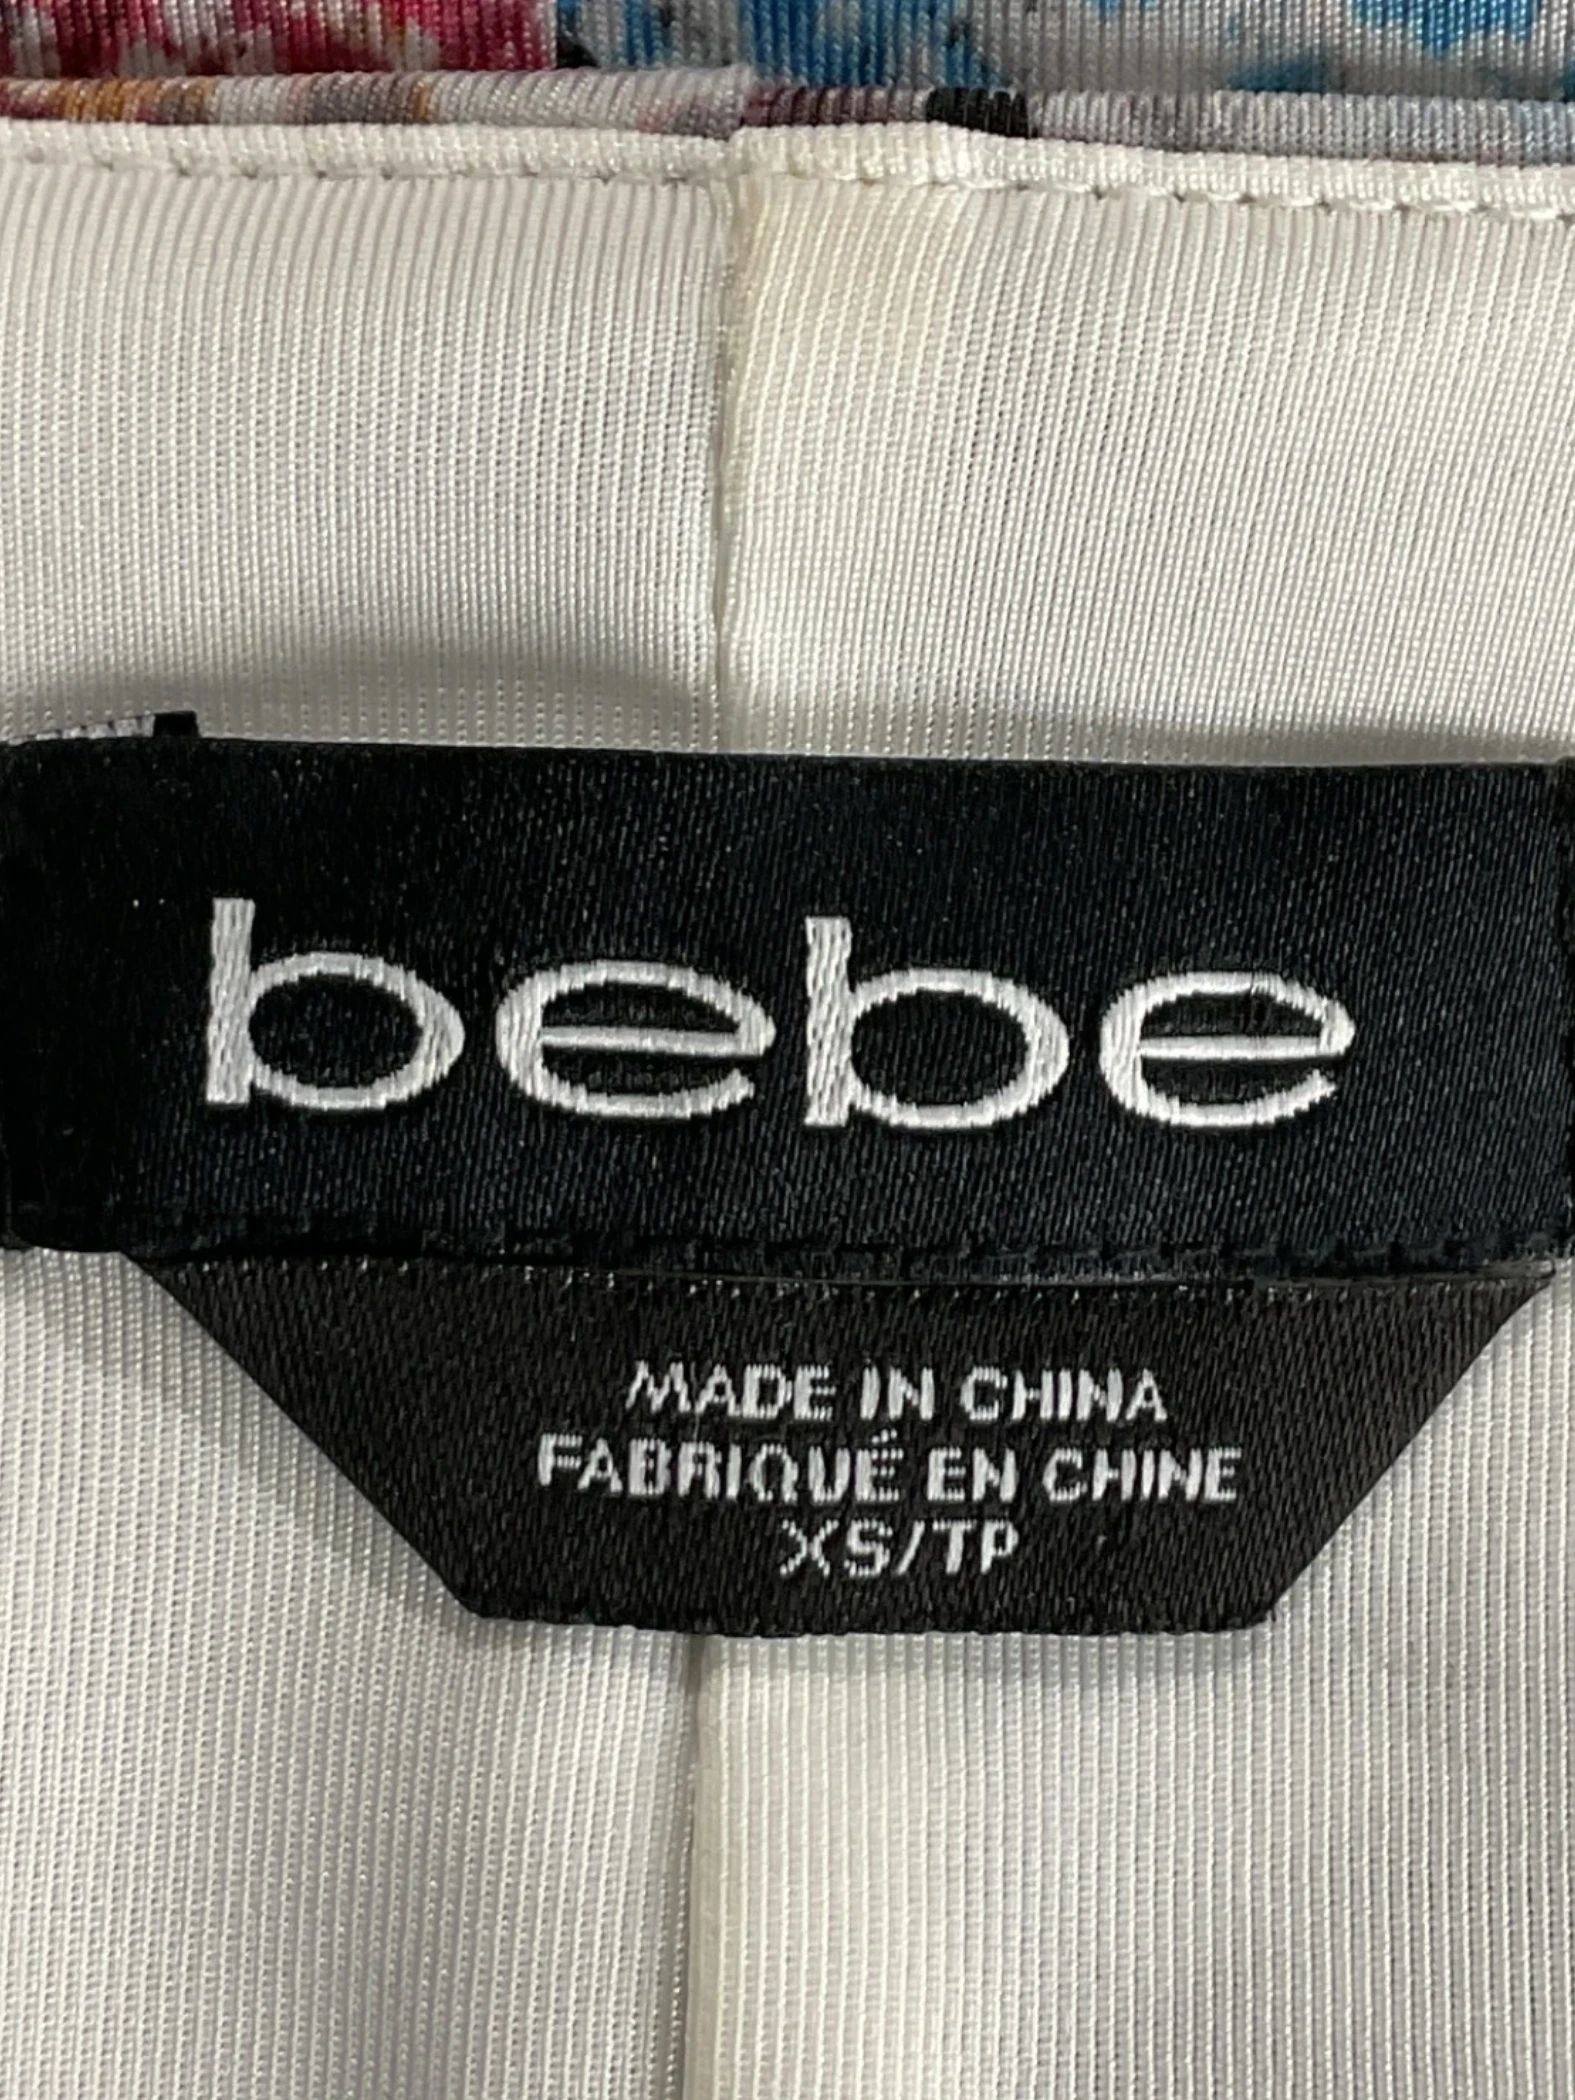 bebe
MADE IN CHINA
FABRIQUÉ EN CHINE
XS/TP